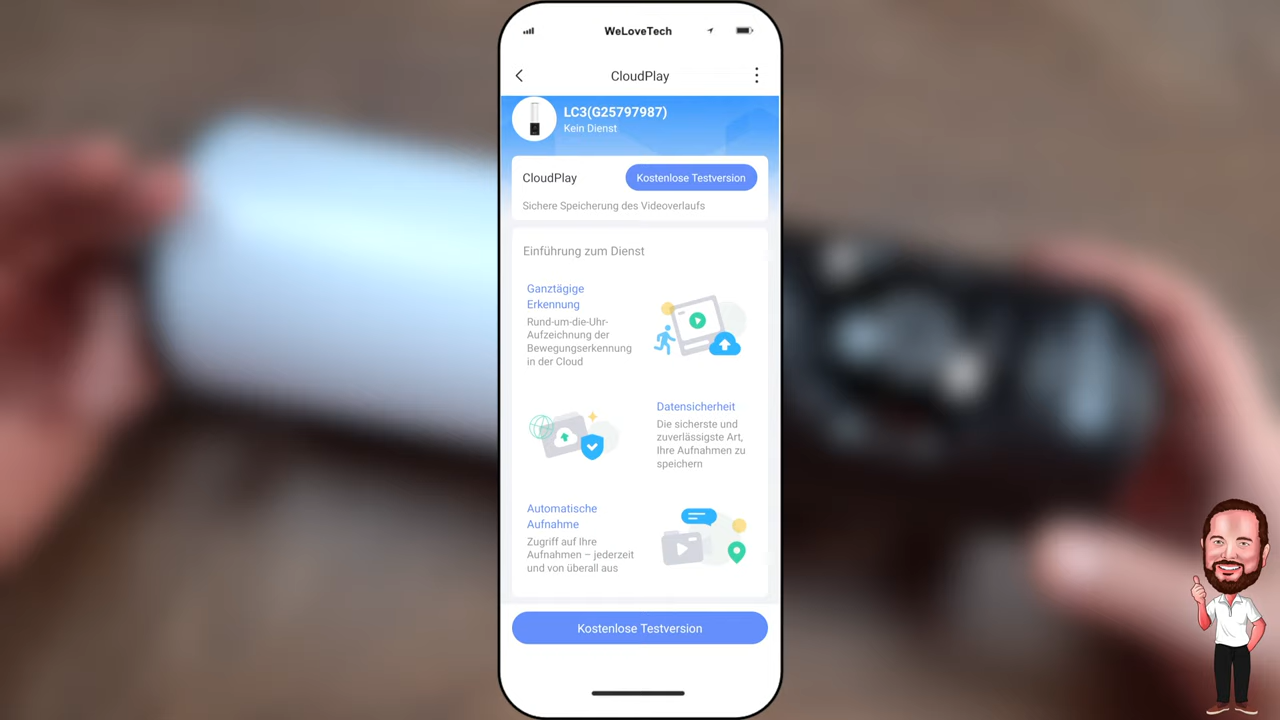 WeLoveTech
CloudPlay
LC3(G25797987)
Kein Dienst
CloudPlay
Kostenlose Testversion
Sichere Speicherung des Videoverlaufs
Einführung zum Dienst
Ganztägige
Erkennung
Rund-um-die-Uhr-
Aufzeichnung der
Bewegungserkennung
in der Cloud
Datensicherheit
Die sicherste und
zuverlässigste Art,
Ihre Aufnahmen zu
speichern
Automatische
Aufnahme
Zugriff auf Ihre
Aufnahmen – jederzeit
und von überall aus
Kostenlose Testversion